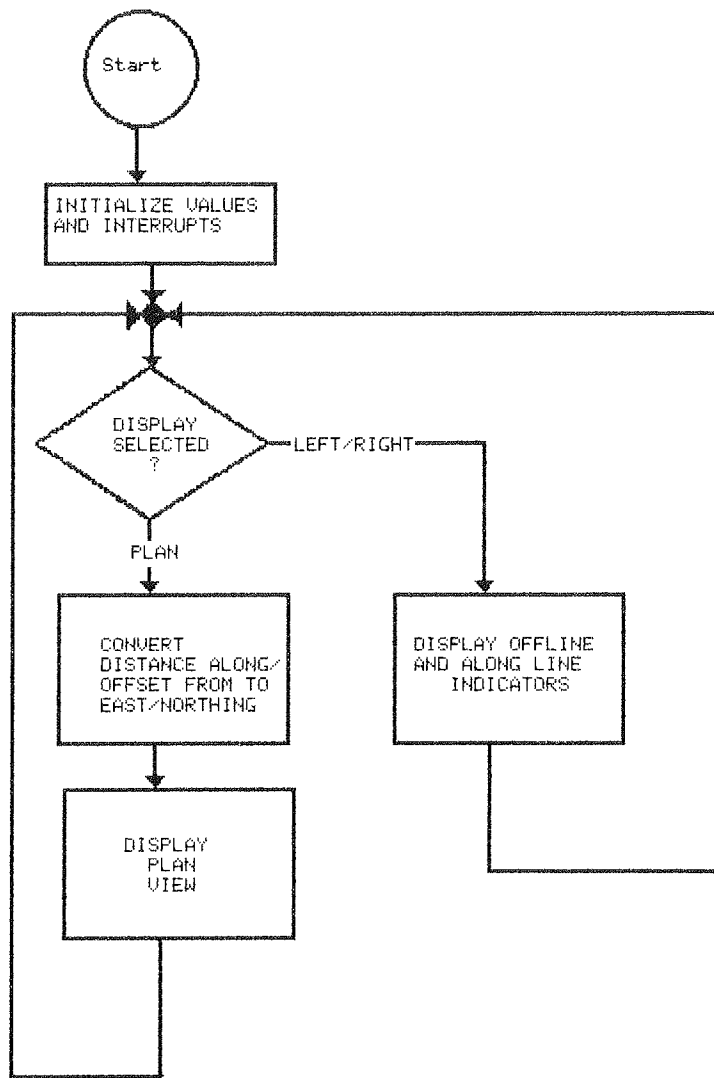 Start
INITIALIZE VALUES
AND INTERRUPTS
DISPLAY
SELECTED
?
LEFT/RIGHT
PLAN
CONVERT
DISTANCE ALONG/
OFFSET FROM TO
EAST/NORTHING
DISPLAY OFFLINE
AND ALONG LINE
INDICATORS
DISPLAY
PLAN
VIEW